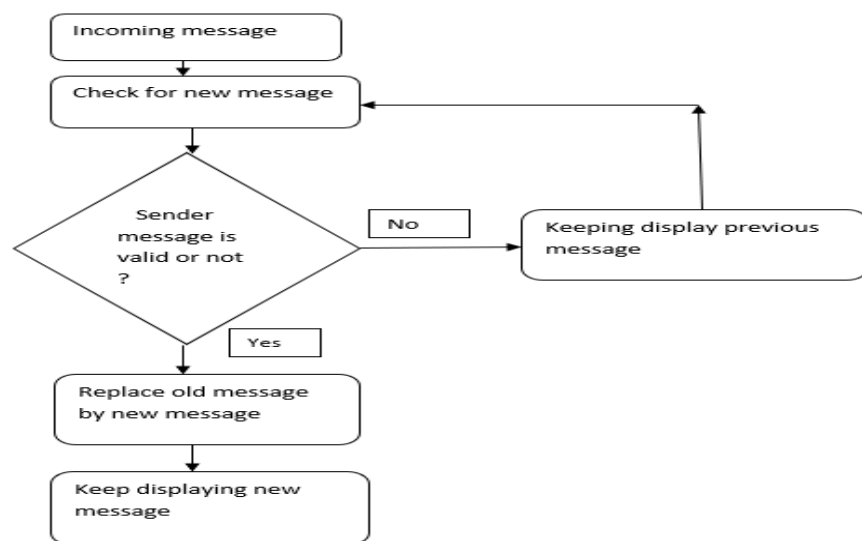 Incoming message
Check for new message
Sender
message is
valid or not
?
No
Keeping display previous
message
Yes
Replace old message
by new message
Keep displaying new
message